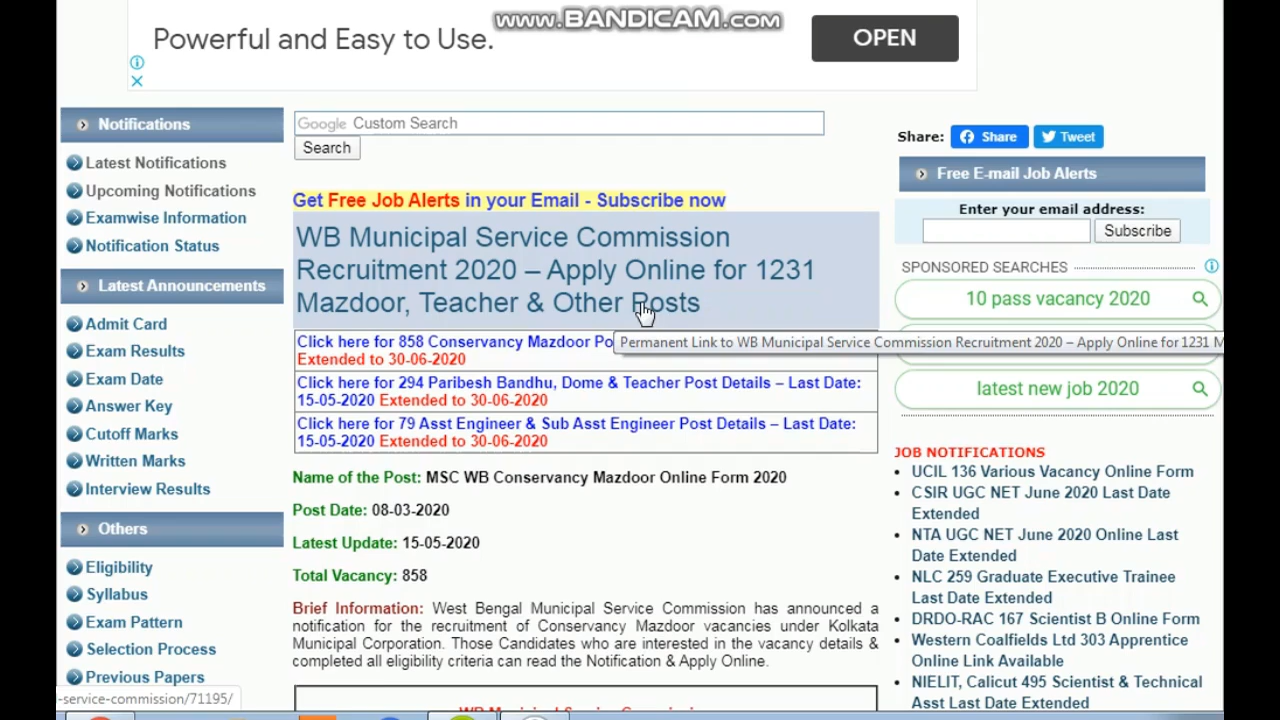 www.BANDICAM.com
Powerful and Easy to Use.
OPEN
Notifications
Latest Notifications
Upcoming Notifications
Examwise Information
Notification Status
Latest Announcements
Admit Card
Exam Results
Exam Date
Answer Key
Cutoff Marks
Written Marks
Interview Results
Others
Eligibility
Syllabus
Exam Pattern
Selection Process
Previous Papers
-service-commission/71195/
Google Custom Search
Search
Get Free Job Alerts in your Email - Subscribe now
WB Municipal Service Commission
Recruitment 2020 – Apply Online for 1231
Mazdoor, Teacher & Other Posts
Click here for 858 Conservancy Mazdoor Po
Extended to 30-06-2020
Permanent Link to WB Municipal Service Commission Recruitment 2020 – Apply Online for 1231 M
Click here for 294 Paribesh Bandhu, Dome & Teacher Post Details – Last Date:
15-05-2020 Extended to 30-06-2020
Click here for 79 Asst Engineer & Sub Asst Engineer Post Details – Last Date:
15-05-2020 Extended to 30-06-2020
Name of the Post: MSC WB Conservancy Mazdoor Online Form 2020
Post Date: 08-03-2020
Latest Update: 15-05-2020
Total Vacancy: 858
Brief Information: West Bengal Municipal Service Commission has announced a
notification for the recruitment of Conservancy Mazdoor vacancies under Kolkata
Municipal Corporation. Those Candidates who are interested in the vacancy details &
completed all eligibility criteria can read the Notification & Apply Online.
WB Municipal Service Commission
Share: Share Tweet
Free E-mail Job Alerts
Enter your email address:
Subscribe
SPONSORED SEARCHES
10 pass vacancy 2020
latest new job 2020
JOB NOTIFICATIONS
UCIL 136 Various Vacancy Online Form
CSIR UGC NET June 2020 Last Date
Extended
NTA UGC NET June 2020 Online Last
Date Extended
NLC 259 Graduate Executive Trainee
Last Date Extended
DRDO-RAC 167 Scientist B Online Form
Western Coalfields Ltd 303 Apprentice
Online Link Available
NIELIT, Calicut 495 Scientist & Technical
Asst Last Date Extended